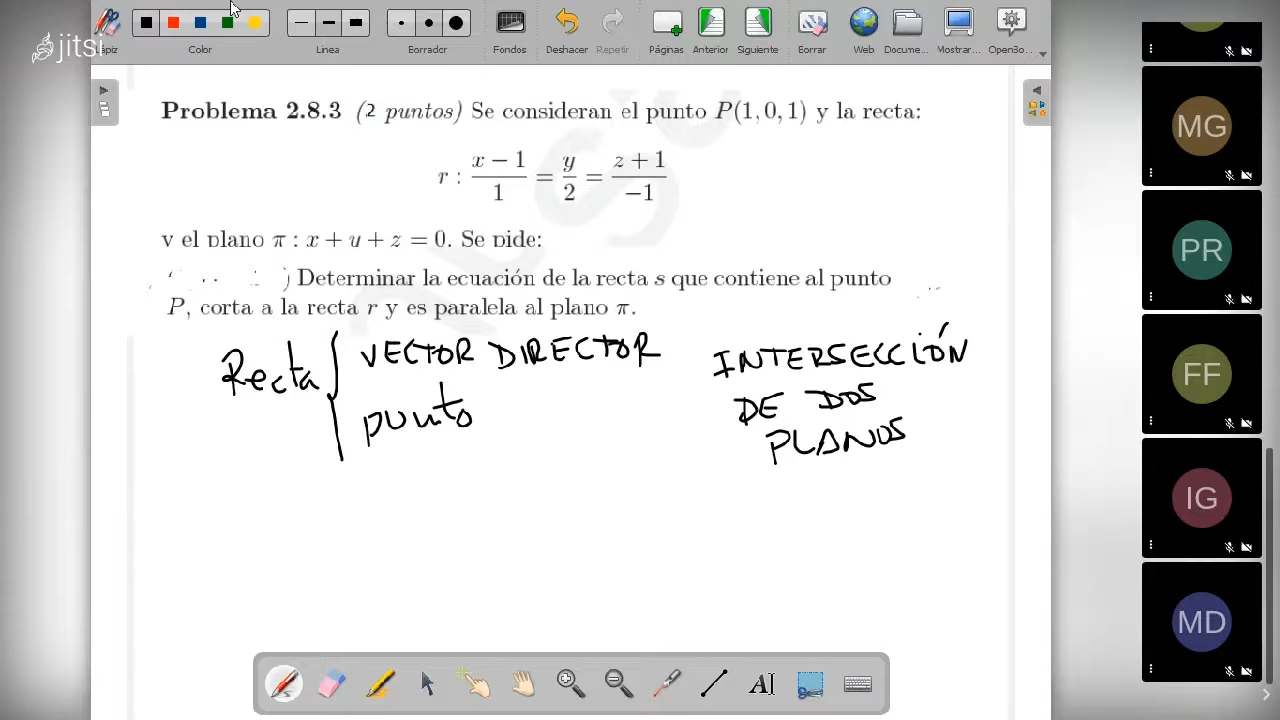 jitsi
Lápiz Color Linea Borrador Fondos Deshacer Repetir Páginas Anterior Siguiente Borrar Web Docume... Mostrar... Open3o...
Problema 2.8.3 (2 puntos) Se consideran el punto P(1, 0, 1) y la recta:
r : x − 1 / 1 = y / 2 = z + 1 / −1
y el plano π : x + y + z = 0. Se pide:
) Determinar la ecuación de la recta s que contiene al punto
P, corta a la recta r y es paralela al plano π.
Recta { VECTOR DIRECTOR
punto
INTERSECCIÓN
DE DOS
PLANOS
MG
PR
FF
IG
MD
AI